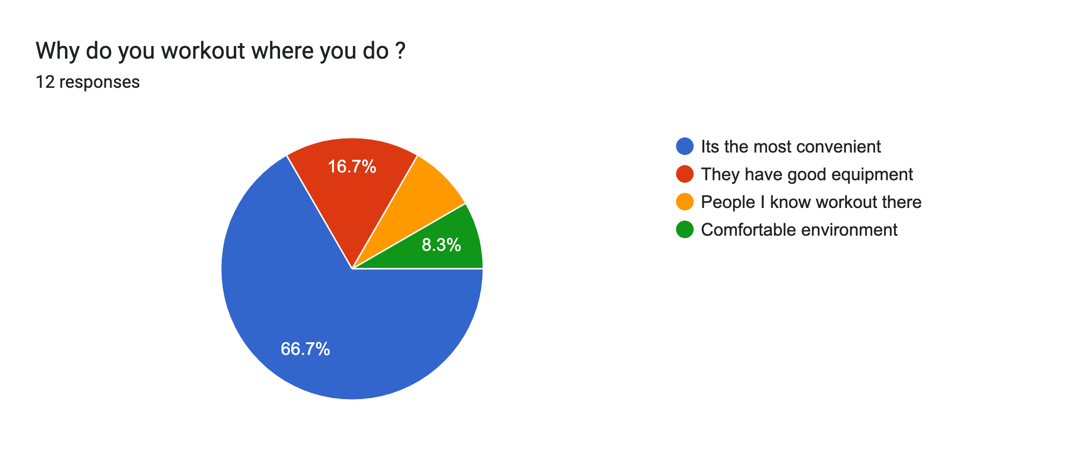 Why do you workout where you do ?
12 responses
16.7%
8.3%
66.7%
Its the most convenient
They have good equipment
People I know workout there
Comfortable environment